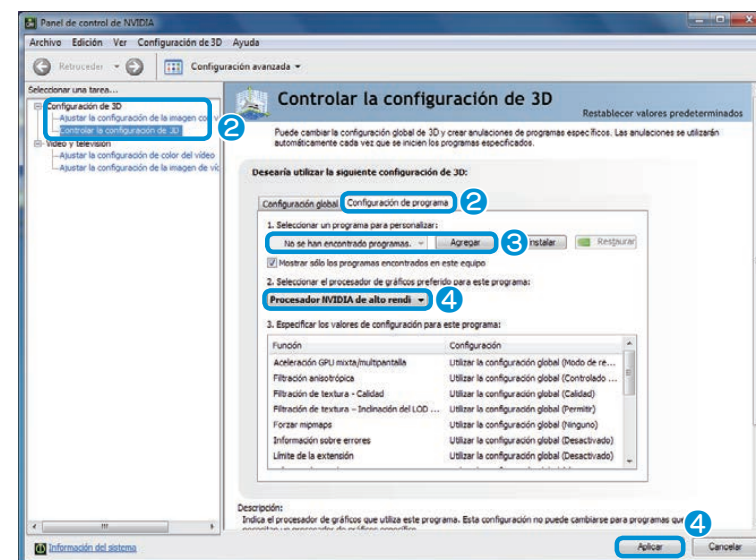 Panel de control de NVIDIA
Archivo Edición Ver Configuración de 3D Ayuda
Retroceder Configuración avanzada
Seleccionar una tarea...
Configuración de 3D
Ajustar la configuración de la imagen con v
Controlar la configuración de 3D
2
Vídeo y televisión
Ajustar la configuración de color del vídeo
Ajustar la configuración de la imagen de víd
Controlar la configuración de 3D
Restablecer valores predeterminados
Puede cambiar la configuración global de 3D y crear anulaciones de programas específicos. Las anulaciones se utilizarán
automáticamente cada vez que se inicien los programas especificados.
Desearía utilizar la siguiente configuración de 3D:
Configuración global Configuración de programa 2
1. Seleccionar un programa para personalizar:
No se han encontrado programas. Agregar 3 nstalar Restaurar
Mostrar sólo los programas encontrados en este equipo
2. Seleccionar el procesador de gráficos preferido para este programa:
Procesador NVIDIA de alto rendi 4
3. Especificar los valores de configuración para este programa:
Función Configuración
Aceleración GPU mixta/multipantalla Utilizar la configuración global (Modo de re...
Filtración anisotrópica Utilizar la configuración global (Controlado ...
Filtración de textura - Calidad Utilizar la configuración global (Calidad)
Filtración de textura – Inclinación del LOD ... Utilizar la configuración global (Permitir)
Forzar mipmaps Utilizar la configuración global (Ninguno)
Información sobre errores Utilizar la configuración global (Desactivado)
Límite de la extensión Utilizar la configuración global (Desactivado)
Descripción:
Indica el procesador de gráficos que utiliza este programa. Esta configuración no puede cambiarse para programas que
4
Información del sistema
Aplicar Cancelar